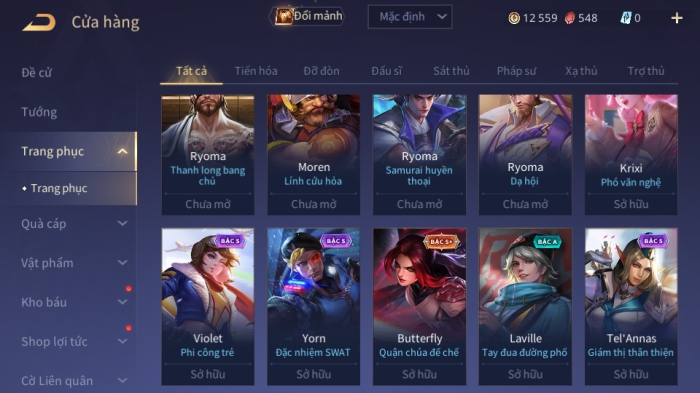 Cửa hàng
Đổi mảnh
Mặc định
12 559
548
0
Đề cử
Tướng
Trang phục
Trang phục
Quà cáp
Vật phẩm
Kho báu
Shop lợi tức
Cờ Liên quân
Tất cả
Tiến hóa
Đỡ đòn
Đấu sĩ
Sát thủ
Pháp sư
Xạ thủ
Trợ thủ
Ryoma
Thanh long bang
chủ
Chưa mở
Moren
Lính cứu hỏa
Chưa mở
Ryoma
Samurai huyền
thoại
Chưa mở
Ryoma
Dạ hội
Chưa mở
Krixi
Phó văn nghệ
Sở hữu
BẬC S
Violet
Phi công trẻ
Sở hữu
BẬC S
Yorn
Đặc nhiệm SWAT
Sở hữu
BẬC S+
Butterfly
Quận chúa đế chế
Sở hữu
BẬC A
Laville
Tay đua đường phố
Sở hữu
BẬC S
Tel'Annas
Giám thị thân thiện
Sở hữu